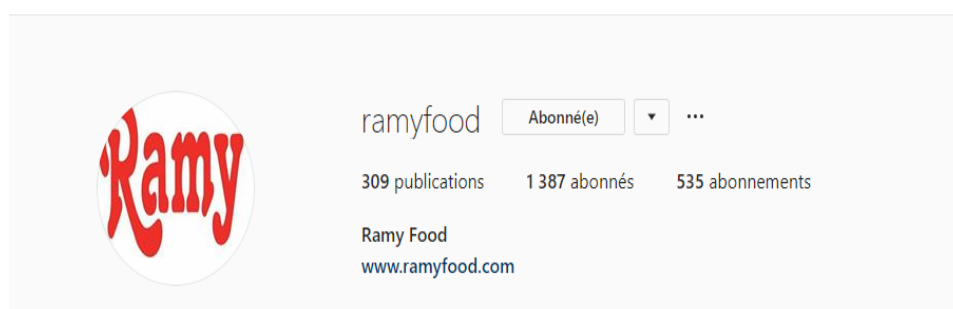 Ramy
ramyfood Abonné(e)
309 publications 1 387 abonnés 535 abonnements
Ramy Food
www.ramyfood.com